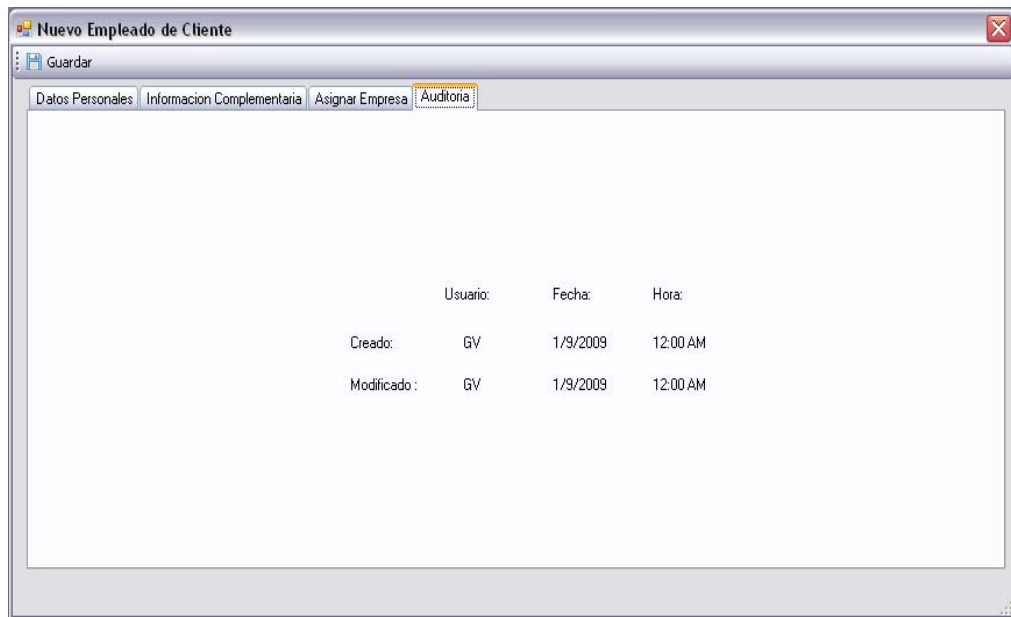 Nuevo Empleado de Cliente
Guardar
Datos Personales Informacion Complementaria Asignar Empresa Auditoria
Usuario: Fecha: Hora:
Creado: GV 1/9/2009 12:00 AM
Modificado : GV 1/9/2009 12:00 AM